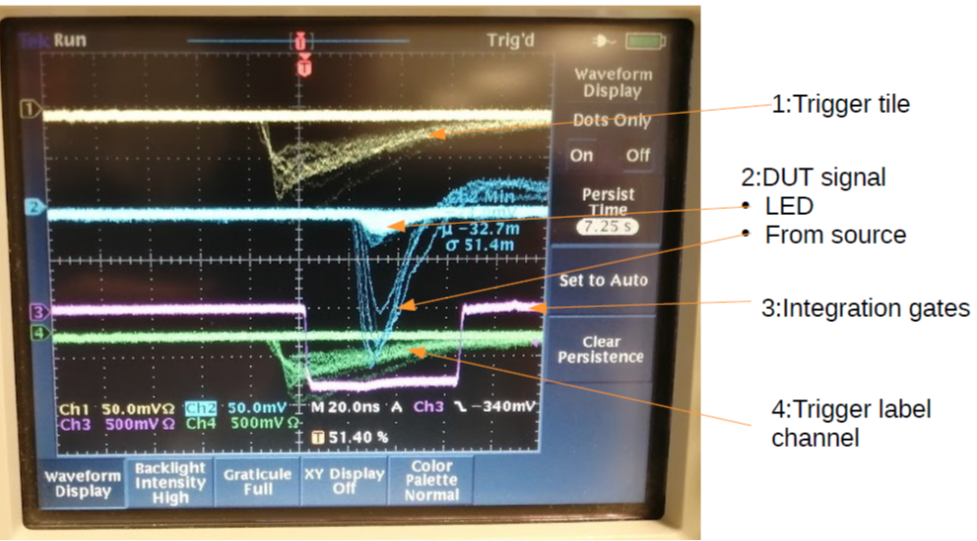 Tek Run
Trig'd
T
T
Waveform
Display
Dots Only
On Off
Persist
Time
7.25 s
Set to Auto
Clear
Persistence
1
2
3
4
Min
μ -32.7m
σ 51.4m
Ch1 50.0mVΩ Ch2 50.0mV M 20.0ns A Ch3 -340mV
Ch3 500mVΩ Ch4 500mVΩ
T 51.40 %
Waveform
Display
Backlight
Intensity
High
Graticule
Full
XY Display
Off
Color
Palette
Normal
1:Trigger tile
2:DUT signal
• LED
• From source
3:Integration gates
4:Trigger label
channel